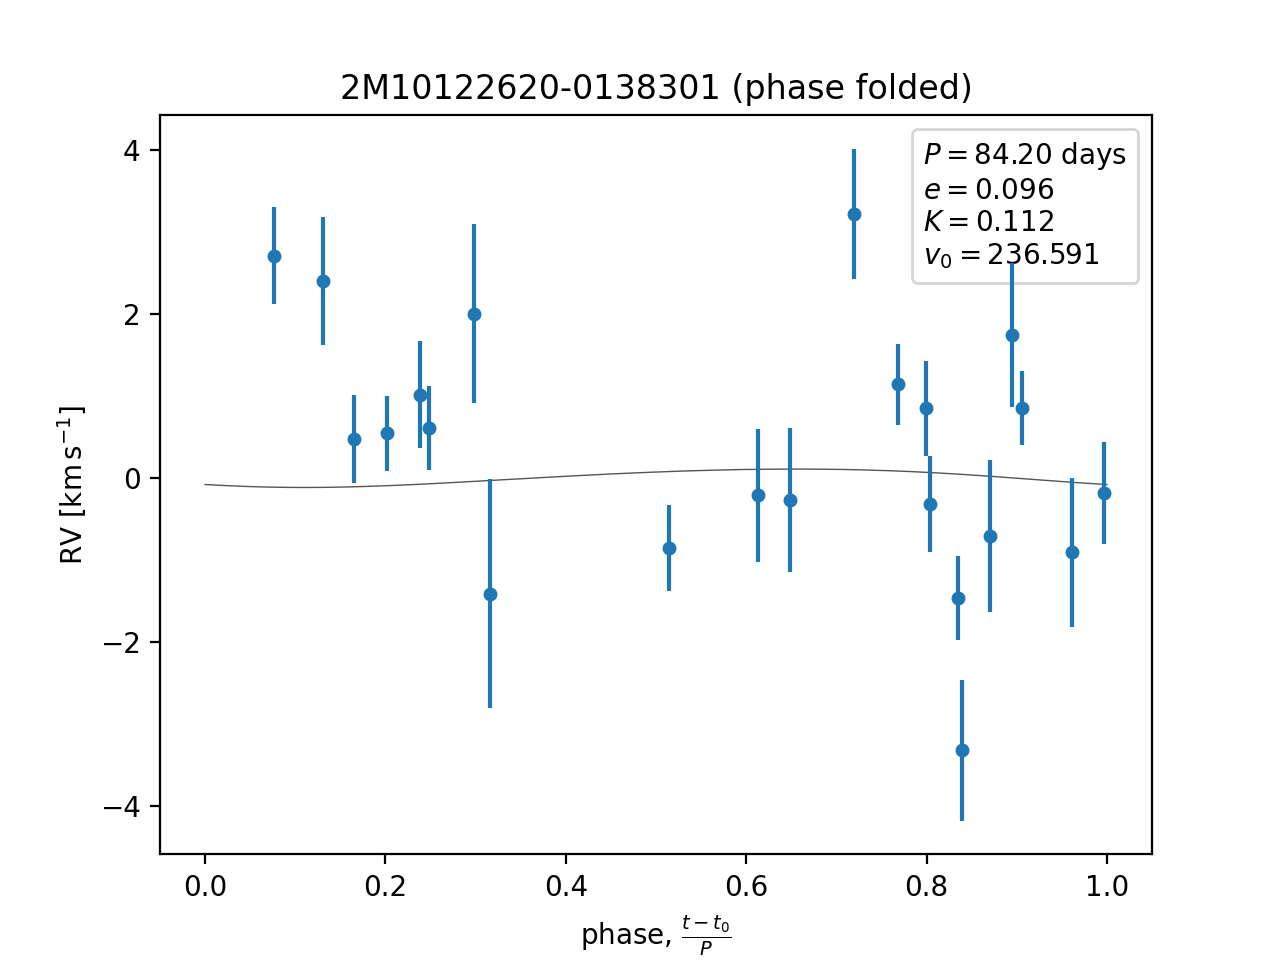 2M10122620-0138301 (phase folded)
P = 84.20 days
e = 0.096
K = 0.112
v₀ = 236.591
RV [km s⁻¹]
4
2
0
−2
−4
0.0 0.2 0.4 0.6 0.8 1.0
phase, (t − t₀)/P